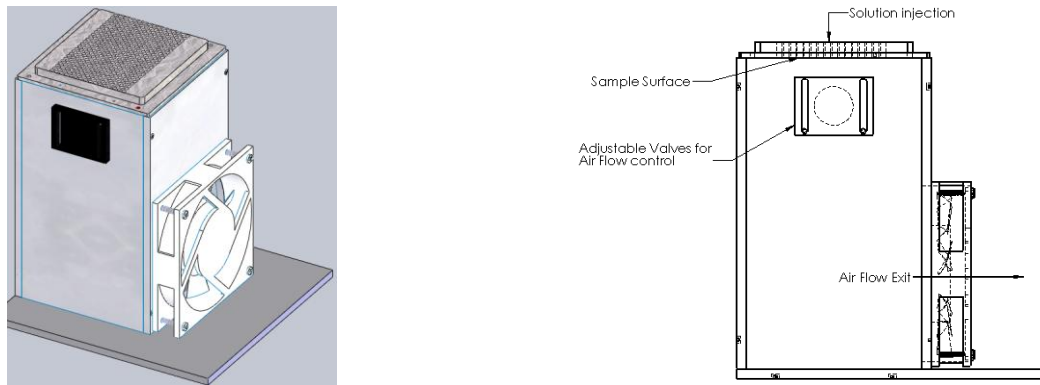 Solution injection
Sample Surface
Adjustable Valves for
Air Flow control
Air Flow Exit